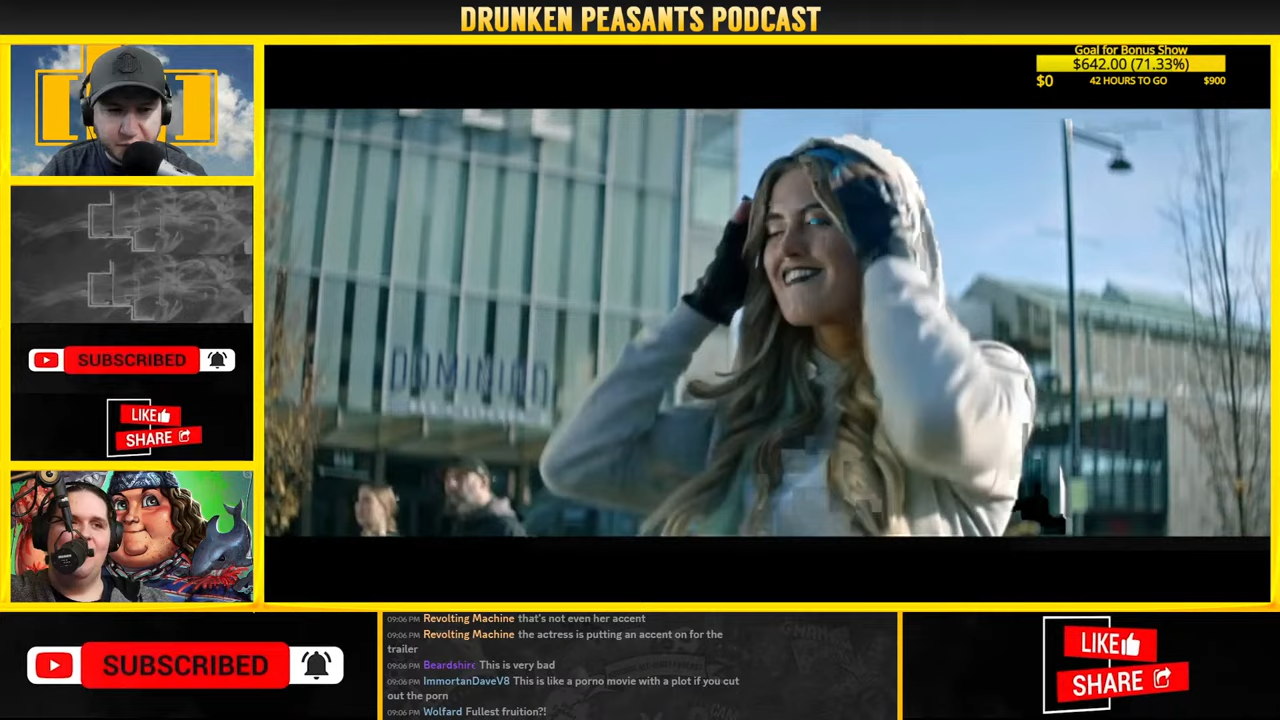 DRUNKEN PEASANTS PODCAST
Goal for Bonus Show
$642.00 (71.33%)
$0 42 HOURS TO GO $900
DOMINION
SUBSCRIBED
LIKE
SHARE
09:06 PM Revolting Machine that's not even her accent
09:06 PM Revolting Machine the actress is putting an accent on for the
trailer
09:06 PM Beardshire This is very bad
09:06 PM ImmortanDaveV8 This is like a porno movie with a plot if you cut
out the porn
09:06 PM Wolfard Fullest fruition?!
SUBSCRIBED
LIKE
SHARE